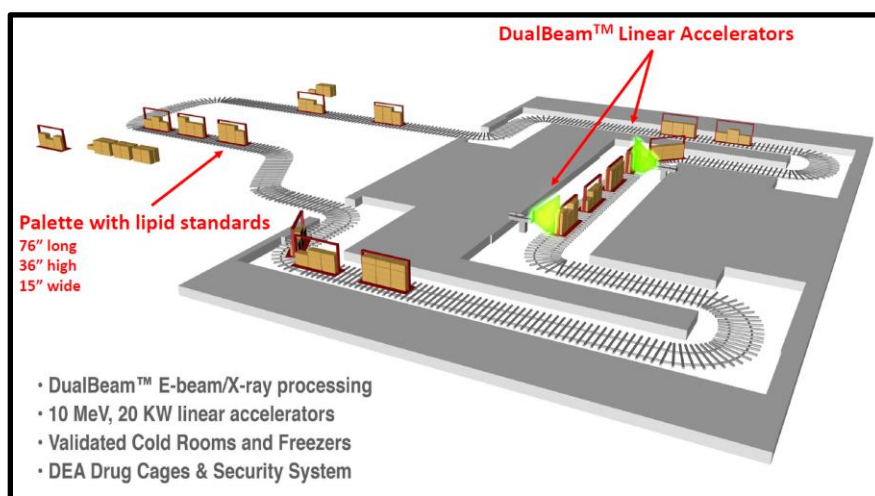 DualBeam™ Linear Accelerators
Palette with lipid standards
76” long
36” high
15” wide
• DualBeam™ E-beam/X-ray processing
• 10 MeV, 20 KW linear accelerators
• Validated Cold Rooms and Freezers
• DEA Drug Cages & Security System